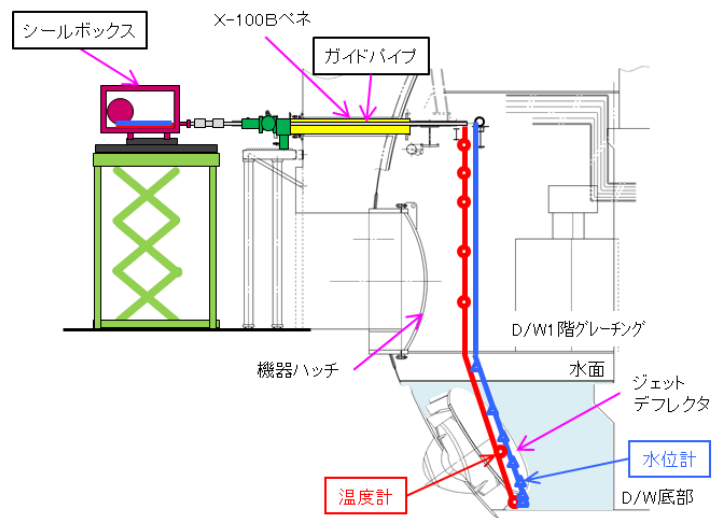 シールボックス
X-100Bペネ
ガイドパイプ
D/W1階グレーチング
機器ハッチ
水面
ジェット
デフレクタ
水位計
温度計
D/W底部